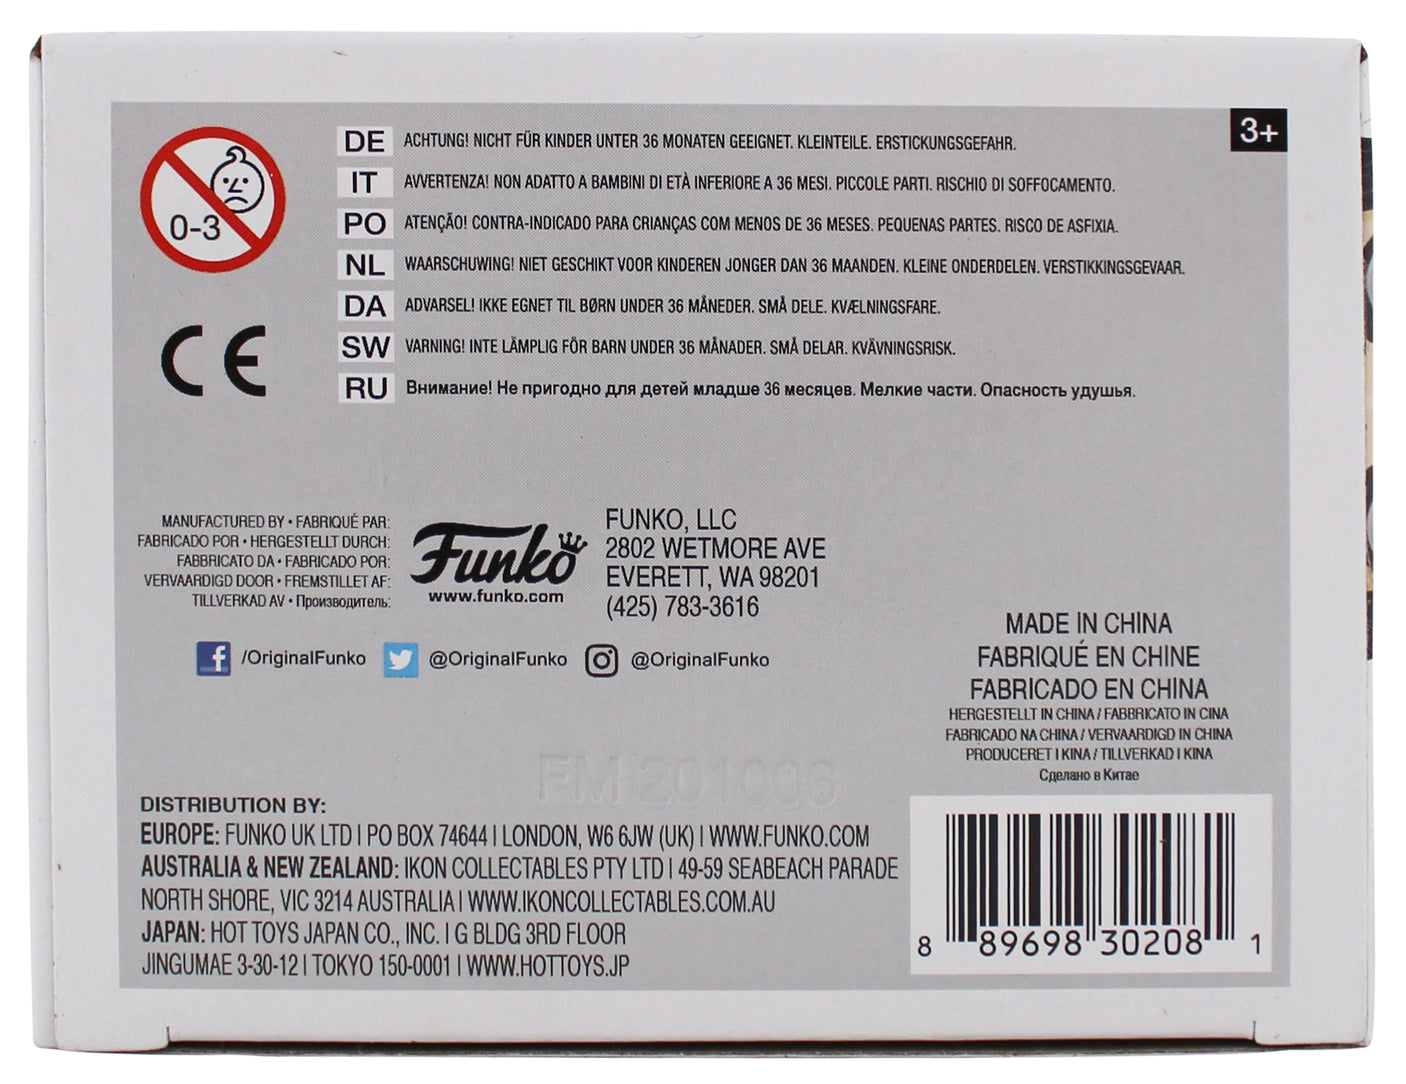 3+
0-3
DE ACHTUNG! NICHT FÜR KINDER UNTER 36 MONATEN GEEIGNET. KLEINTEILE. ERSTICKUNGSGEFAHR.
IT AVVERTENZA! NON ADATTO A BAMBINI DI ETÀ INFERIORE A 36 MESI. PICCOLE PARTI. RISCHIO DI SOFFOCAMENTO.
PO ATENÇÃO! CONTRA-INDICADO PARA CRIANÇAS COM MENOS DE 36 MESES. PEQUENAS PARTES. RISCO DE ASFIXIA.
NL WAARSCHUWING! NIET GESCHIKT VOOR KINDEREN JONGER DAN 36 MAANDEN. KLEINE ONDERDELEN. VERSTIKKINGSGEVAAR.
DA ADVARSEL! IKKE EGNET TIL BØRN UNDER 36 MÅNEDER. SMÅ DELE. KVÆLNINGSFARE.
SW VARNING! INTE LÄMPLIG FÖR BARN UNDER 36 MÅNADER. SMÅ DELAR. KVÄVNINGSRISK.
RU Внимание! Не пригодно для детей младше 36 месяцев. Мелкие части. Опасность удушья.
CE
MANUFACTURED BY • FABRIQUÉ PAR:
FABRICADO POR • HERGESTELLT DURCH:
FABBRICATO DA • FABRICADO POR:
VERVAARDIGD DOOR • FREMSTILLET AF:
TILLVERKAD AV • Производитель:
Funko
www.funko.com
FUNKO, LLC
2802 WETMORE AVE
EVERETT, WA 98201
(425) 783-3616
/OriginalFunko @OriginalFunko @OriginalFunko
MADE IN CHINA
FABRIQUÉ EN CHINE
FABRICADO EN CHINA
HERGESTELLT IN CHINA / FABBRICATO IN CINA
FABRICADO NA CHINA / VERVAARDIGD IN CHINA
PRODUCERET I KINA / TILLVERKAD I KINA
Сделано в Китае
FM 201006
DISTRIBUTION BY:
EUROPE: FUNKO UK LTD | PO BOX 74644 | LONDON, W6 6JW (UK) | WWW.FUNKO.COM
AUSTRALIA & NEW ZEALAND: IKON COLLECTABLES PTY LTD | 49-59 SEABEACH PARADE
NORTH SHORE, VIC 3214 AUSTRALIA | WWW.IKONCOLLECTABLES.COM.AU
JAPAN: HOT TOYS JAPAN CO., INC. | G BLDG 3RD FLOOR
JINGUMAE 3-30-12 | TOKYO 150-0001 | WWW.HOTTOYS.JP
8 89698 30208 1